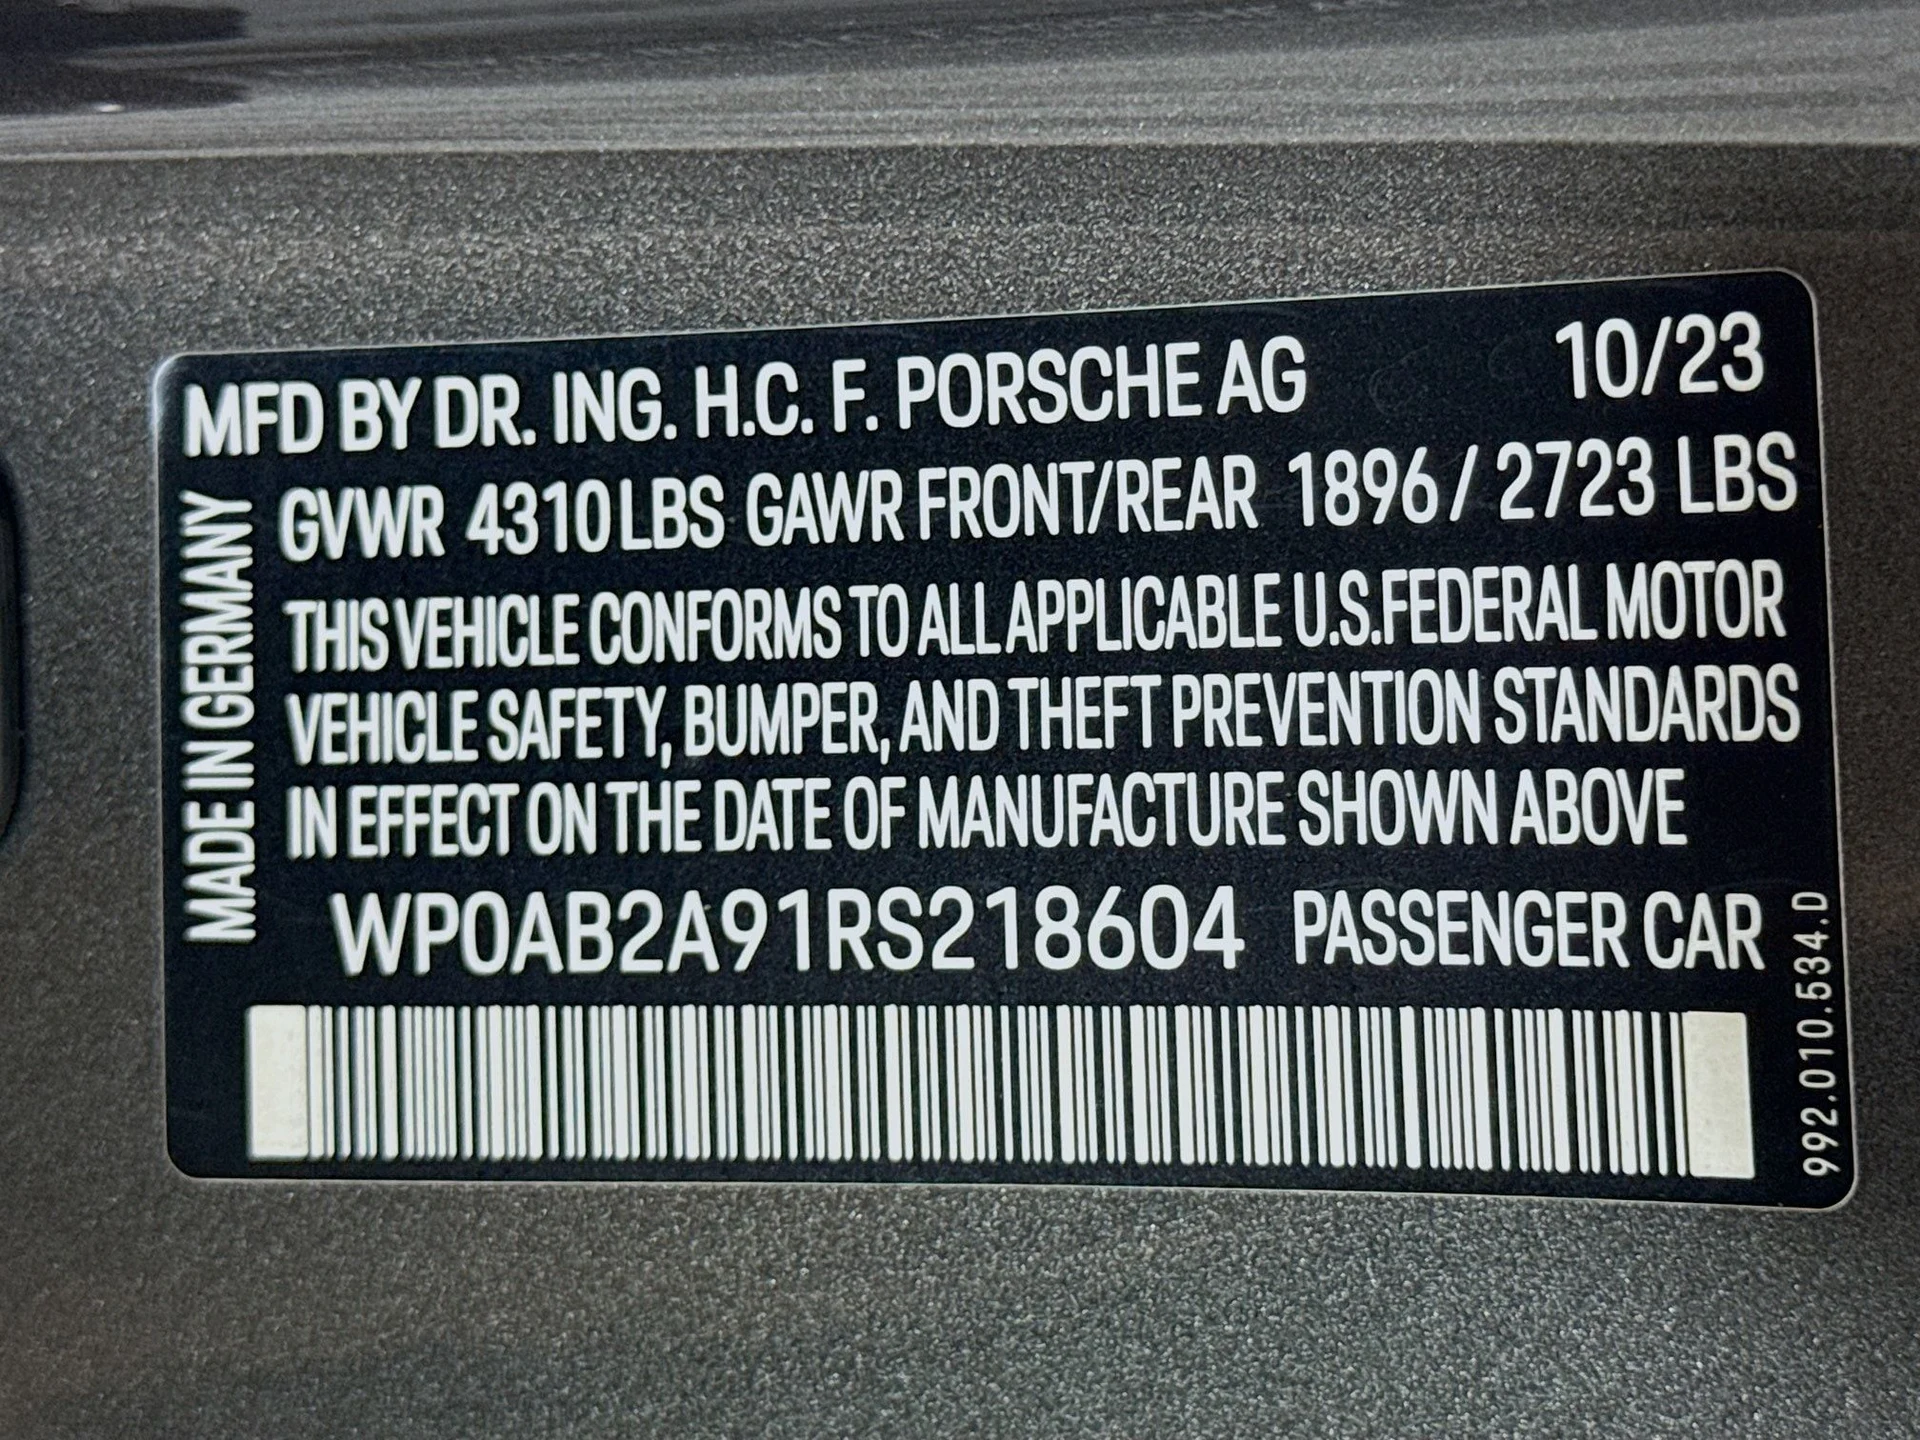 MFD BY DR. ING. H.C. F. PORSCHE AG 10/23
GVWR 4310 LBS GAWR FRONT/REAR 1896 / 2723 LBS
THIS VEHICLE CONFORMS TO ALL APPLICABLE U.S.FEDERAL MOTOR
VEHICLE SAFETY, BUMPER, AND THEFT PREVENTION STANDARDS
IN EFFECT ON THE DATE OF MANUFACTURE SHOWN ABOVE
WP0AB2A91RS218604 PASSENGER CAR
MADE IN GERMANY
992.010.534.D